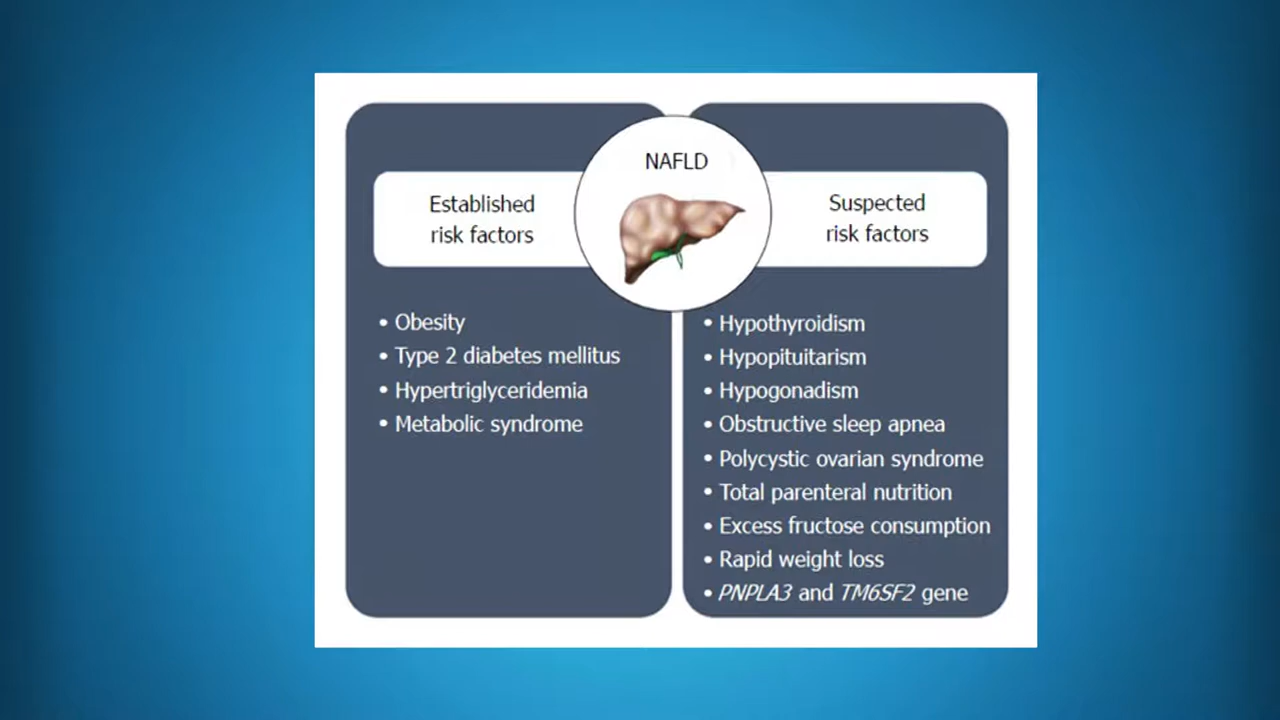 NAFLD
Established
risk factors
• Obesity
• Type 2 diabetes mellitus
• Hypertriglyceridemia
• Metabolic syndrome
Suspected
risk factors
• Hypothyroidism
• Hypopituitarism
• Hypogonadism
• Obstructive sleep apnea
• Polycystic ovarian syndrome
• Total parenteral nutrition
• Excess fructose consumption
• Rapid weight loss
• PNPLA3 and TM6SF2 gene